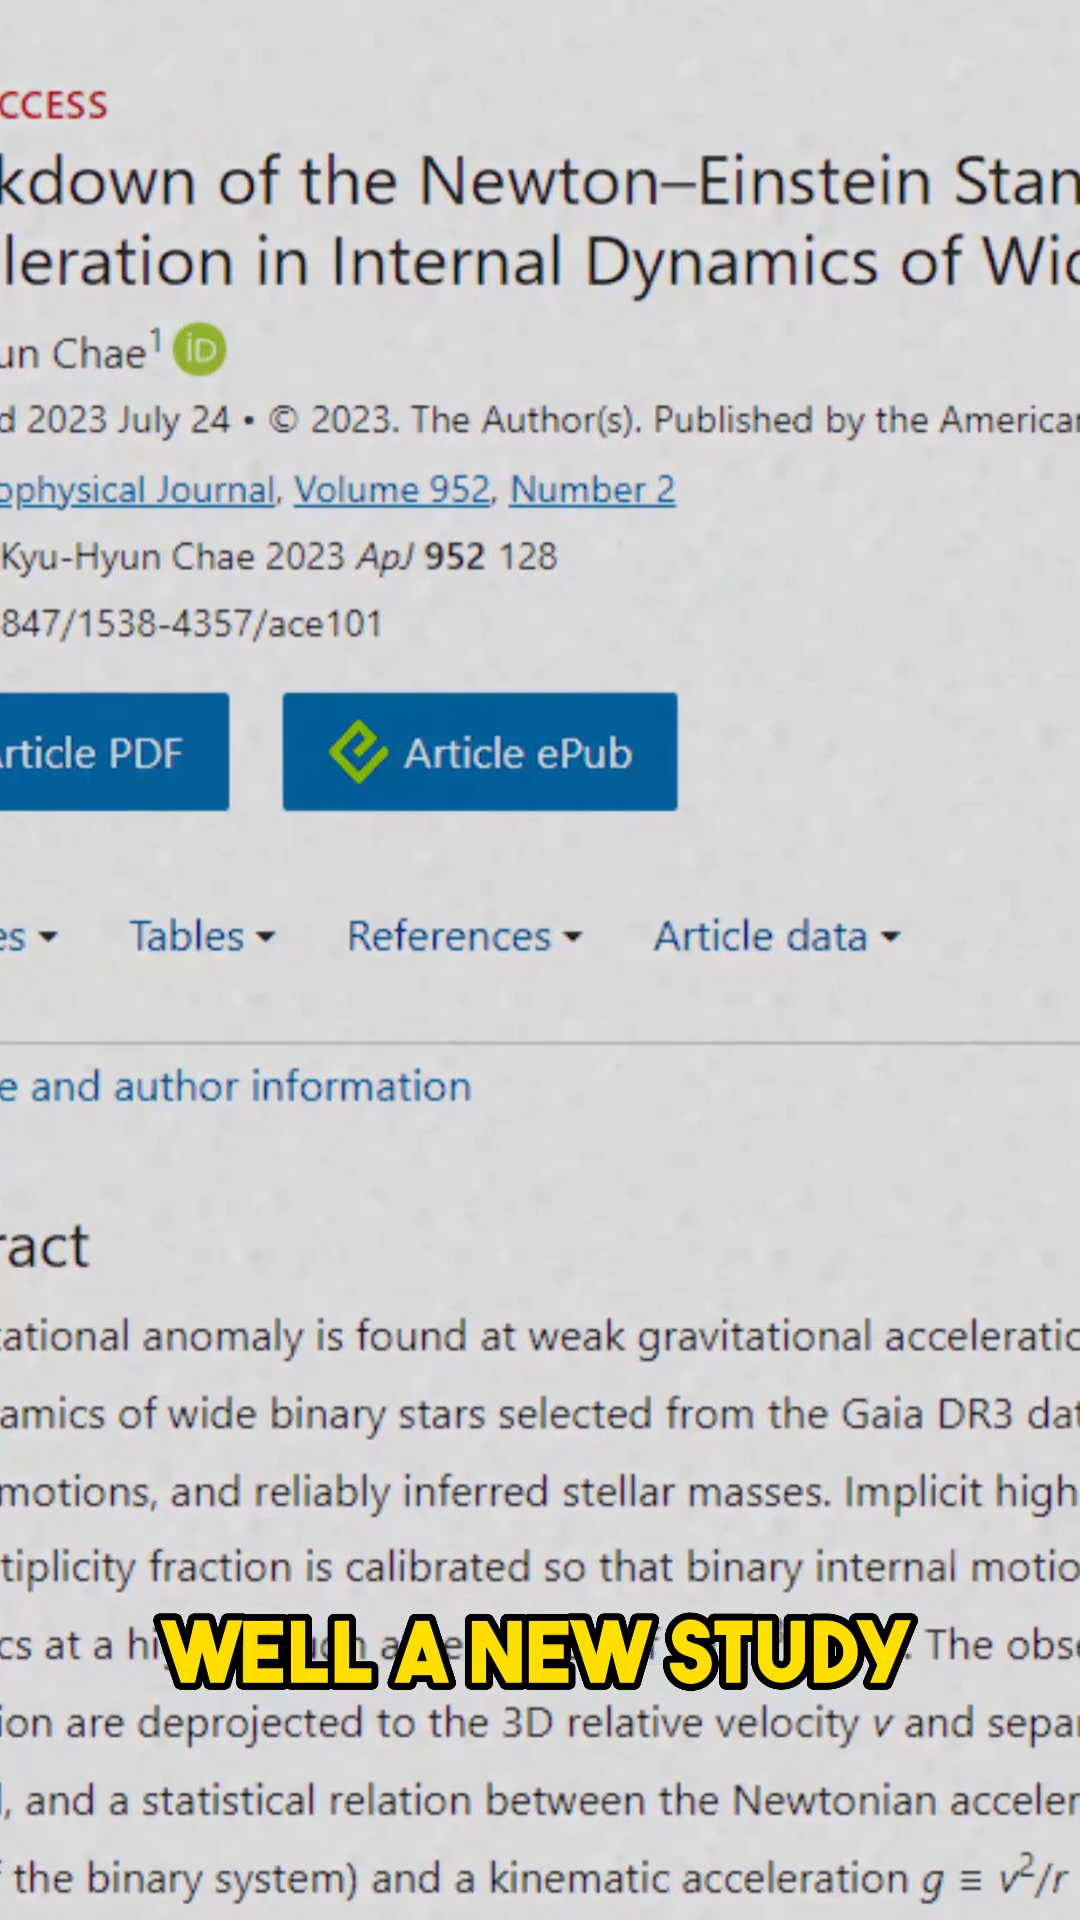 CCESS
kdown of the Newton–Einstein Stan
leration in Internal Dynamics of Wid
un Chae¹ iD
d 2023 July 24 • © 2023. The Author(s). Published by the American
ophysical Journal, Volume 952, Number 2
Kyu-Hyun Chae 2023 ApJ 952 128
847/1538-4357/ace101
rticle PDF
Article ePub
es
Tables
References
Article data
e and author information
ract
tational anomaly is found at weak gravitational acceleratio
amics of wide binary stars selected from the Gaia DR3 dat
motions, and reliably inferred stellar masses. Implicit high
tiplicity fraction is calibrated so that binary internal motio
cs at a hi
. The obse
WELL A NEW STUDY
ion are deprojected to the 3D relative velocity v and separ
, and a statistical relation between the Newtonian acceler
the binary system) and a kinematic acceleration g ≡ v²/r